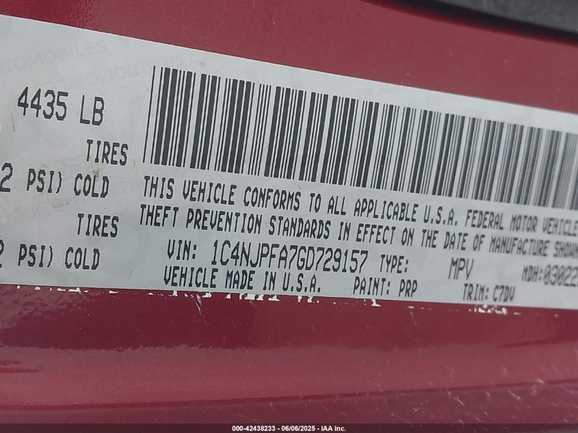 4435 LB
TIRES
2 PSI) COLD
TIRES
2 PSI) COLD
THIS VEHICLE CONFORMS TO ALL APPLICABLE U.S.A. FEDERAL MOTOR VEHICLE
THEFT PREVENTION STANDARDS IN EFFECT ON THE DATE OF MANUFACTURE SHOWN
VIN: 1C4NJPFA7GD729157 TYPE: MPV MDH:03022
VEHICLE MADE IN U.S.A. PAINT: PRP TRIM: C7DV
000-42438233 - 06/06/2025 - IAA Inc.